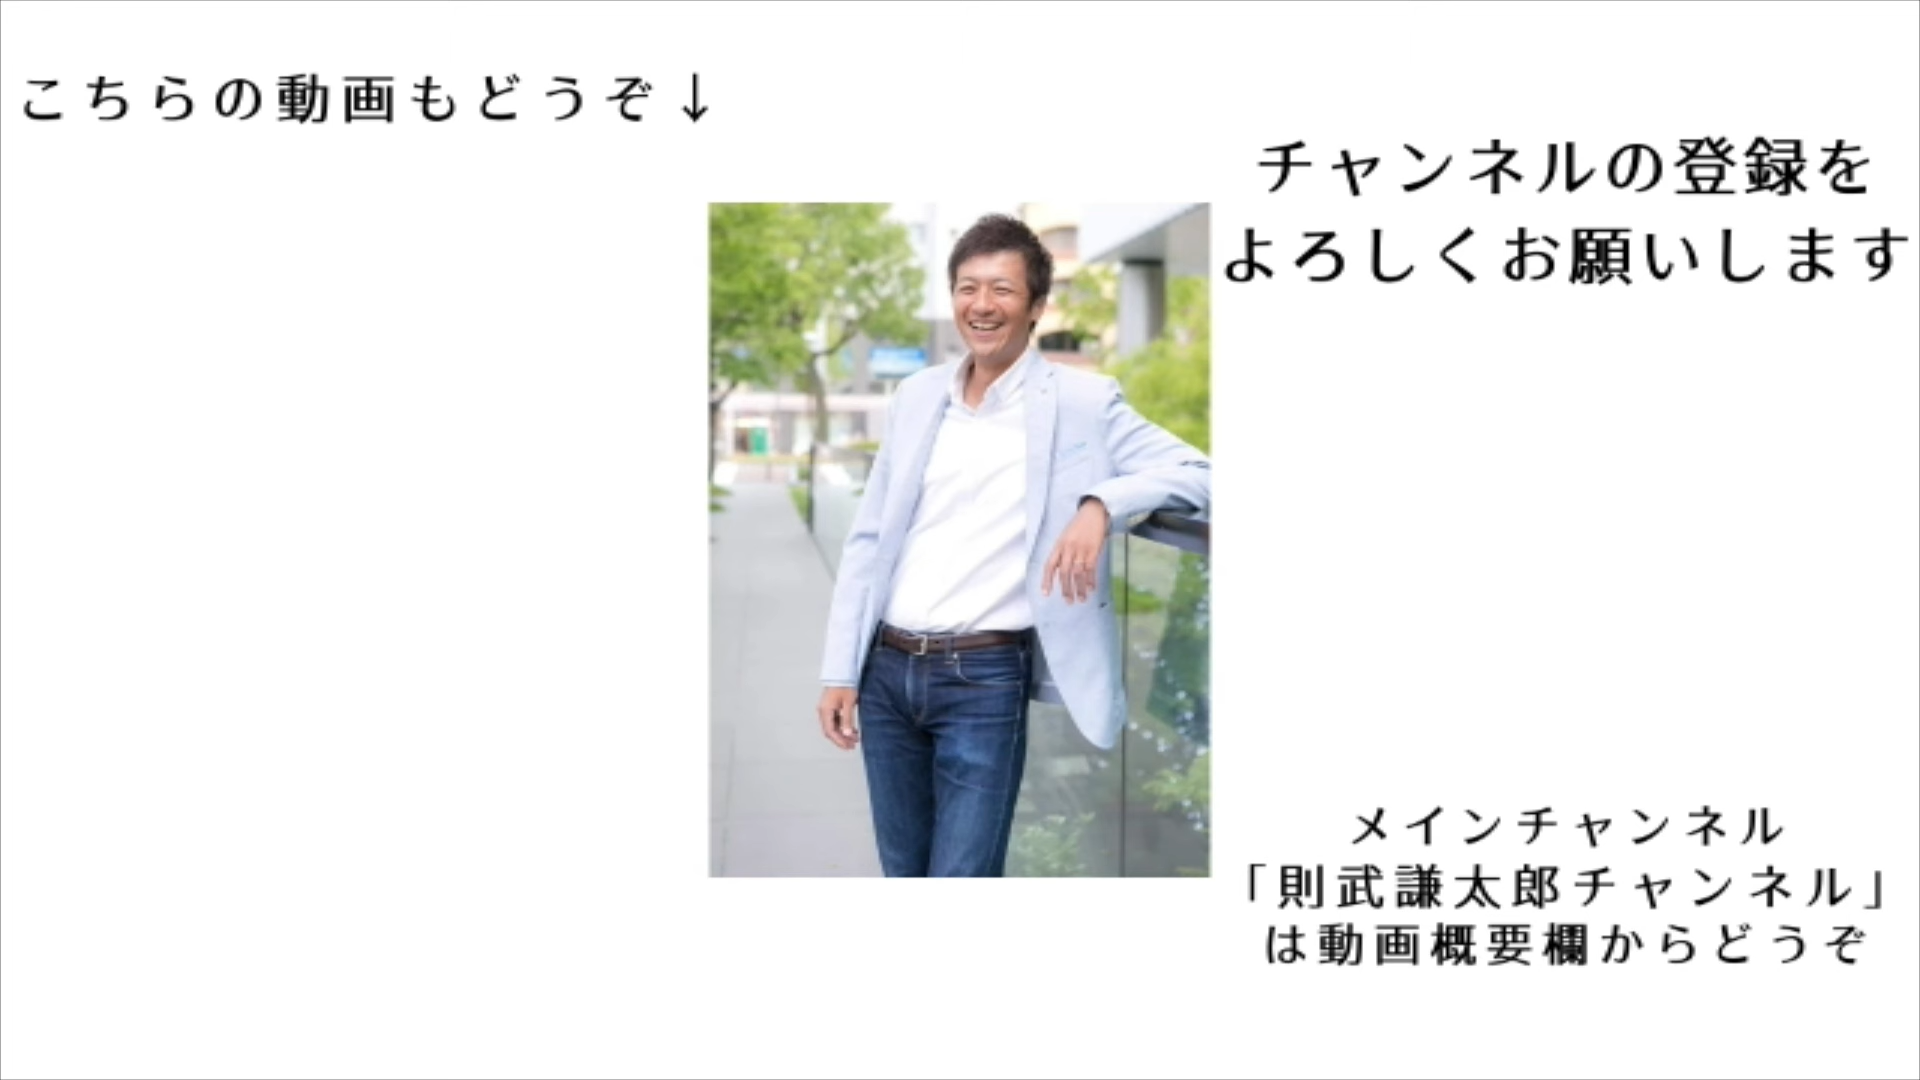 こちらの動画もどうぞ↓
チャンネルの登録を
よろしくお願いします
メインチャンネル
「則武謙太郎チャンネル」
は動画概要欄からどうぞ